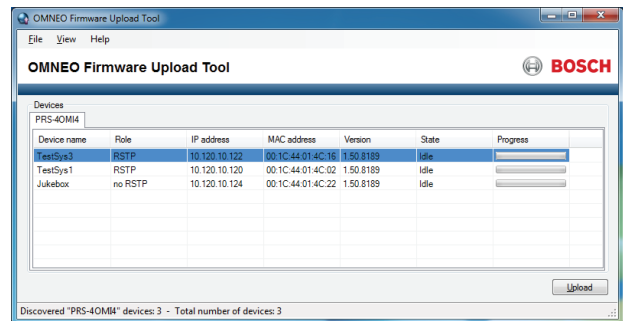 OMNEO Firmware Upload Tool
File View Help
OMNEO Firmware Upload Tool
BOSCH
Devices
PRS-4OMI4
Device name Role IP address MAC address Version State Progress
TestSys3 RSTP 10.120.10.122 00:1C:44:01:4C:16 1.50.8189 Idle
TestSys1 RSTP 10.120.10.120 00:1C:44:01:4C:02 1.50.8189 Idle
Jukebox no RSTP 10.120.10.124 00:1C:44:01:4C:22 1.50.8189 Idle
Upload
Discovered "PRS-4OMI4" devices: 3 - Total number of devices: 3